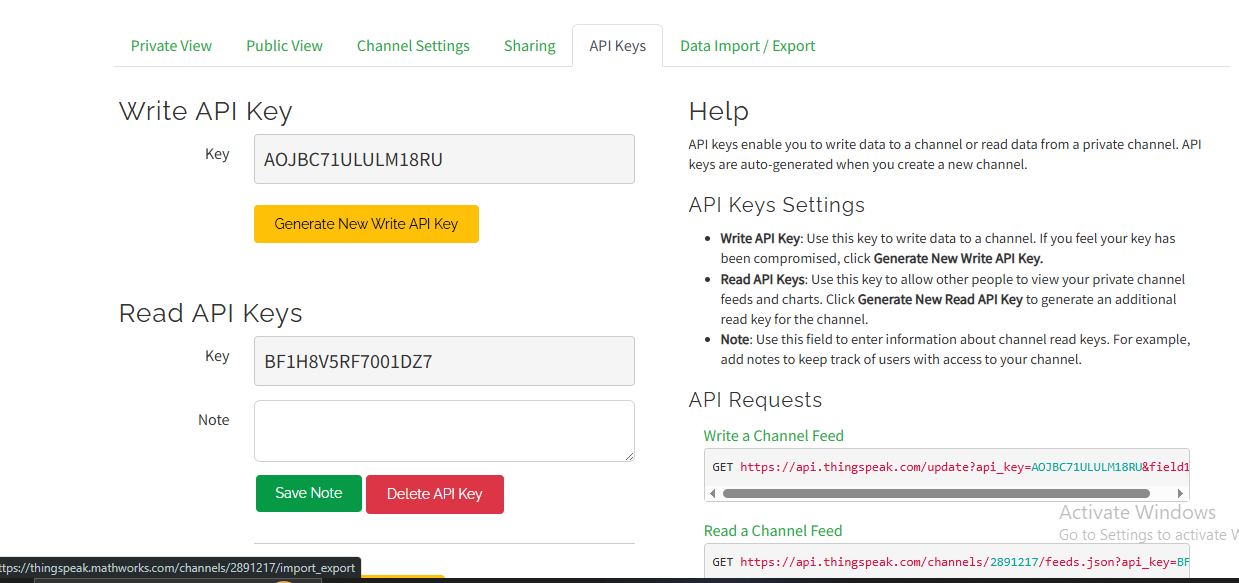 Private View Public View Channel Settings Sharing API Keys Data Import / Export
Write API Key
Key AOJBC71ULULM18RU
Generate New Write API Key
Read API Keys
Key BF1H8V5RF7001DZ7
Note
Save Note Delete API Key
Help
API keys enable you to write data to a channel or read data from a private channel. API
keys are auto-generated when you create a new channel.
API Keys Settings
• Write API Key: Use this key to write data to a channel. If you feel your key has
been compromised, click Generate New Write API Key.
• Read API Keys: Use this key to allow other people to view your private channel
feeds and charts. Click Generate New Read API Key to generate an additional
read key for the channel.
• Note: Use this field to enter information about channel read keys. For example,
add notes to keep track of users with access to your channel.
API Requests
Write a Channel Feed
GET https://api.thingspeak.com/update?api_key=AOJBC71ULULM18RU&field1
Read a Channel Feed
GET https://api.thingspeak.com/channels/2891217/feeds.json?api_key=BF
Activate Windows
Go to Settings to activate W
ttps://thingspeak.mathworks.com/channels/2891217/import_export